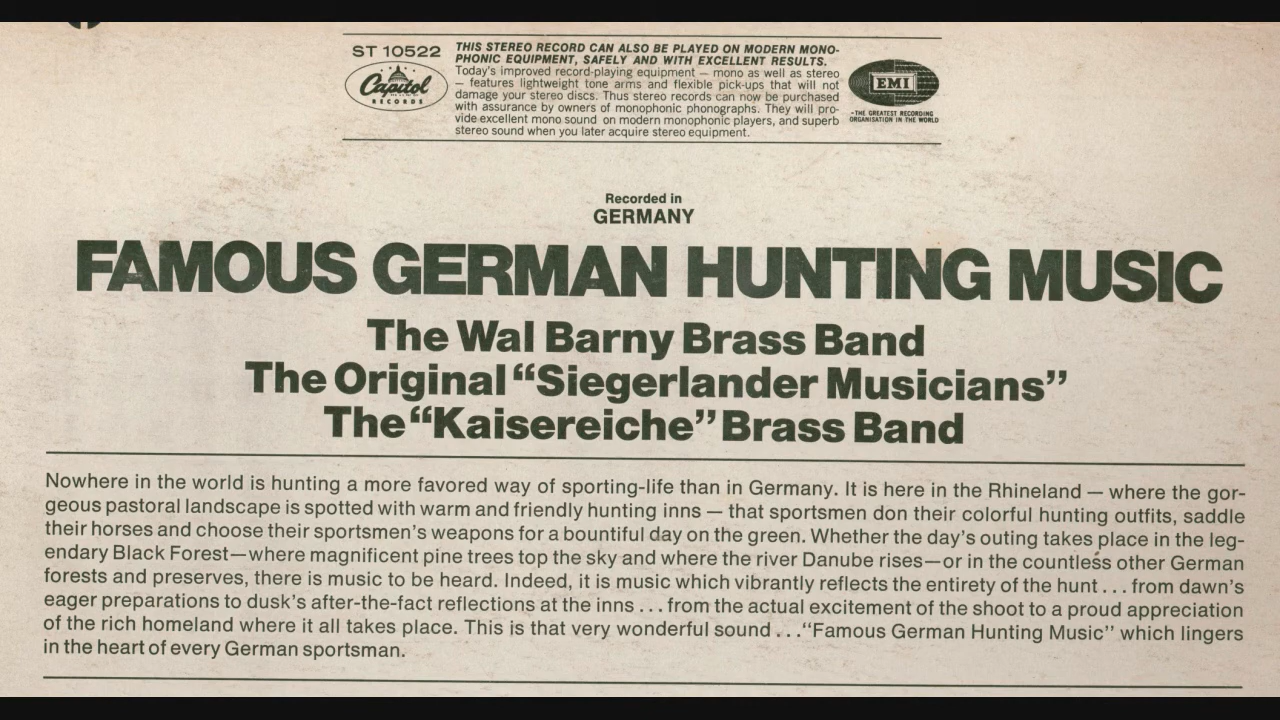 ST 10522
Capitol
RECORDS
THIS STEREO RECORD CAN ALSO BE PLAYED ON MODERN MONO-
PHONIC EQUIPMENT, SAFELY AND WITH EXCELLENT RESULTS.
Today's improved record-playing equipment — mono as well as stereo
— features lightweight tone arms and flexible pick-ups that will not
damage your stereo discs. Thus stereo records can now be purchased
with assurance by owners of monophonic phonographs. They will pro-
vide excellent mono sound on modern monophonic players, and superb
stereo sound when you later acquire stereo equipment.
EMI
THE GREATEST RECORDING
ORGANISATION IN THE WORLD
Recorded in
GERMANY
FAMOUS GERMAN HUNTING MUSIC
The Wal Barny Brass Band
The Original “Siegerlander Musicians”
The “Kaisereiche” Brass Band
Nowhere in the world is hunting a more favored way of sporting-life than in Germany. It is here in the Rhineland — where the gor-
geous pastoral landscape is spotted with warm and friendly hunting inns — that sportsmen don their colorful hunting outfits, saddle
their horses and choose their sportsmen's weapons for a bountiful day on the green. Whether the day's outing takes place in the leg-
endary Black Forest—where magnificent pine trees top the sky and where the river Danube rises—or in the countless other German
forests and preserves, there is music to be heard. Indeed, it is music which vibrantly reflects the entirety of the hunt . . . from dawn's
eager preparations to dusk's after-the-fact reflections at the inns . . . from the actual excitement of the shoot to a proud appreciation
of the rich homeland where it all takes place. This is that very wonderful sound . . . “Famous German Hunting Music” which lingers
in the heart of every German sportsman.